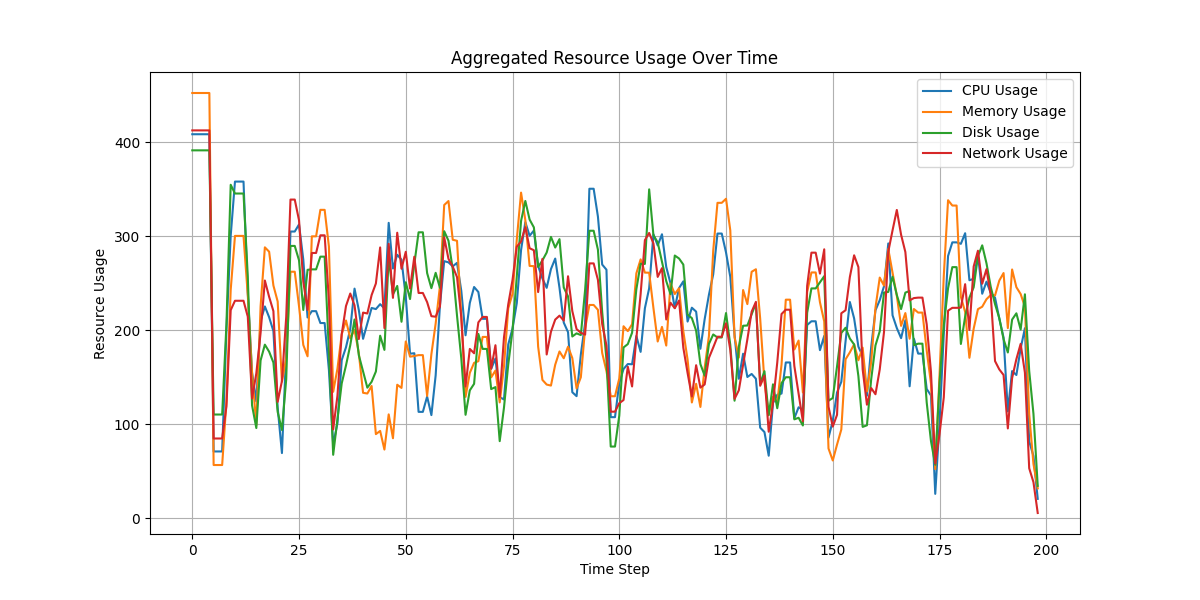 Aggregated Resource Usage Over Time
CPU Usage
Memory Usage
Disk Usage
Network Usage
Resource Usage
400
300
200
100
0
0 25 50 75 100 125 150 175 200
Time Step